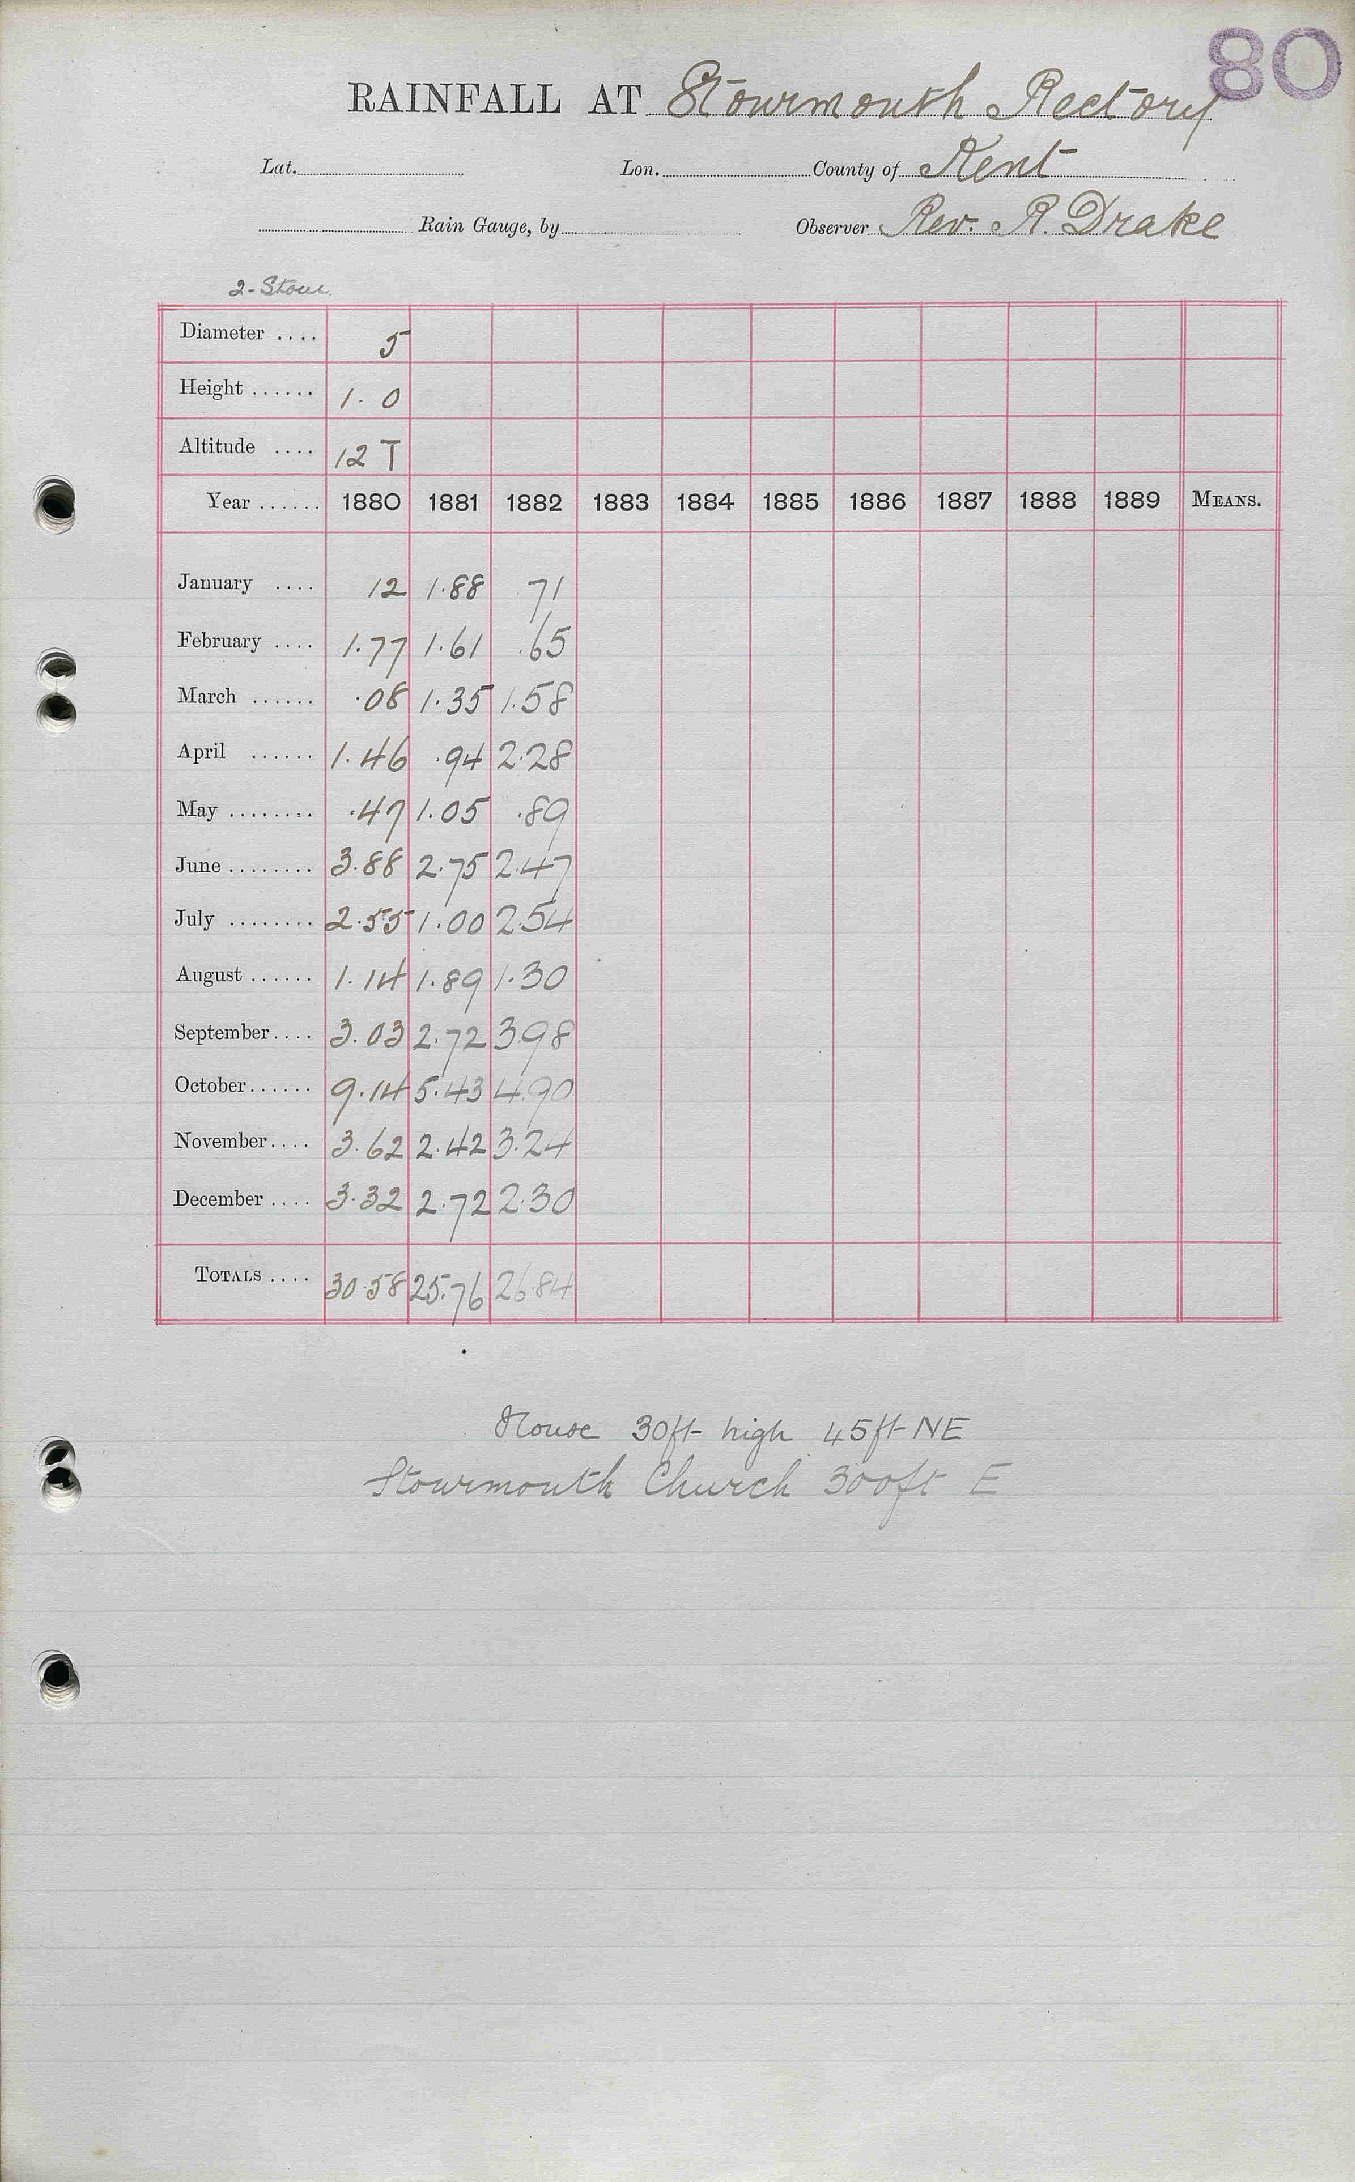 80
RAINFALL AT Stourmouth Rectory
Lat. Lon. County of Kent
Rain Gauge, by Observer Rev. R. Drake
2-Stour
Diameter .... 5
Height ...... 1. 0
Altitude .... 12 T
Year ...... 1880 1881 1882 1883 1884 1885 1886 1887 1888 1889 MEANS.
January .... 12 1.88 .71
February .... 1.77 1.61 .65
March ...... .08 1.35 1.58
April ...... 1.46 .94 2.28
May ........ .47 1.05 .89
June ........ 3.88 2.75 2.47
July ........ 2.55 1.00 2.54
August ...... 1.14 1.89 1.30
September.... 3.03 2.72 3.98
October...... 9.14 5.43 4.90
November.... 3.62 2.42 3.24
December .... 3.32 2.72 2.30
TOTALS .... 30.58 25.76 26.84
House 30ft high 45ft NE
Stourmouth Church 300ft E